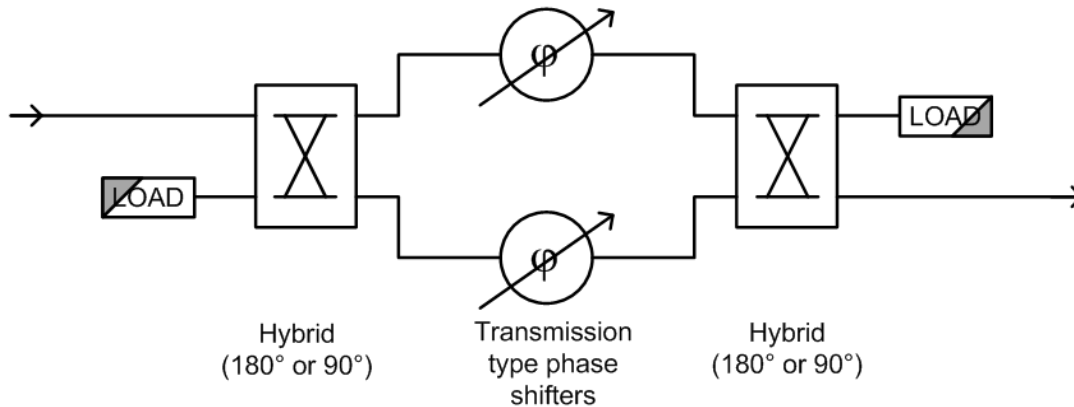 φ
LOAD
LOAD
φ
Hybrid
(180° or 90°)
Transmission
type phase
shifters
Hybrid
(180° or 90°)